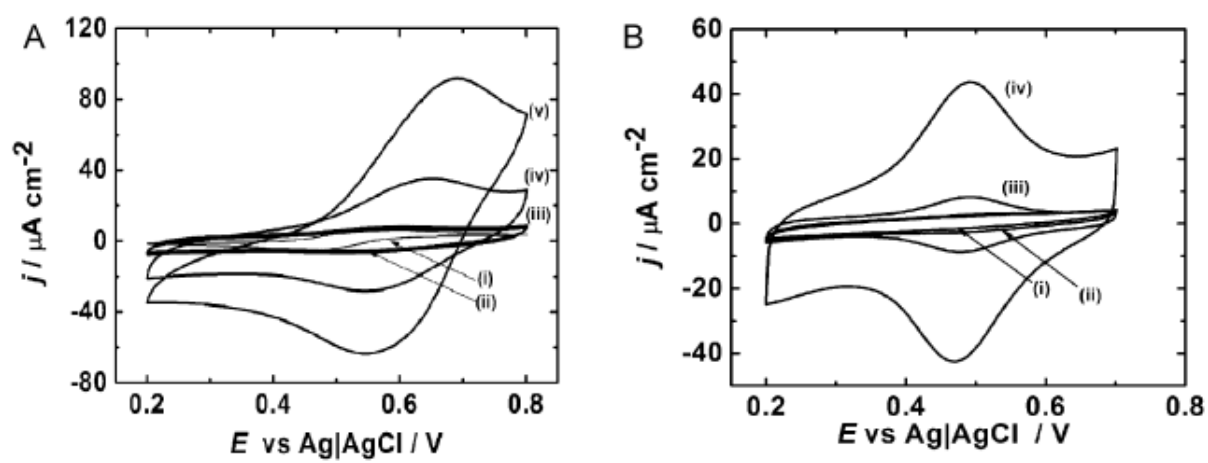 A
120
80
40
0
-40
-80
j / μA cm-2
(v)
(iv)
(iii)
(i)
(ii)
0.2 0.4 0.6 0.8
E vs Ag|AgCl / V
B
60
40
20
0
-20
-40
j / μA cm-2
(iv)
(iii)
(i)
(ii)
0.2 0.4 0.6 0.8
E vs Ag|AgCl / V